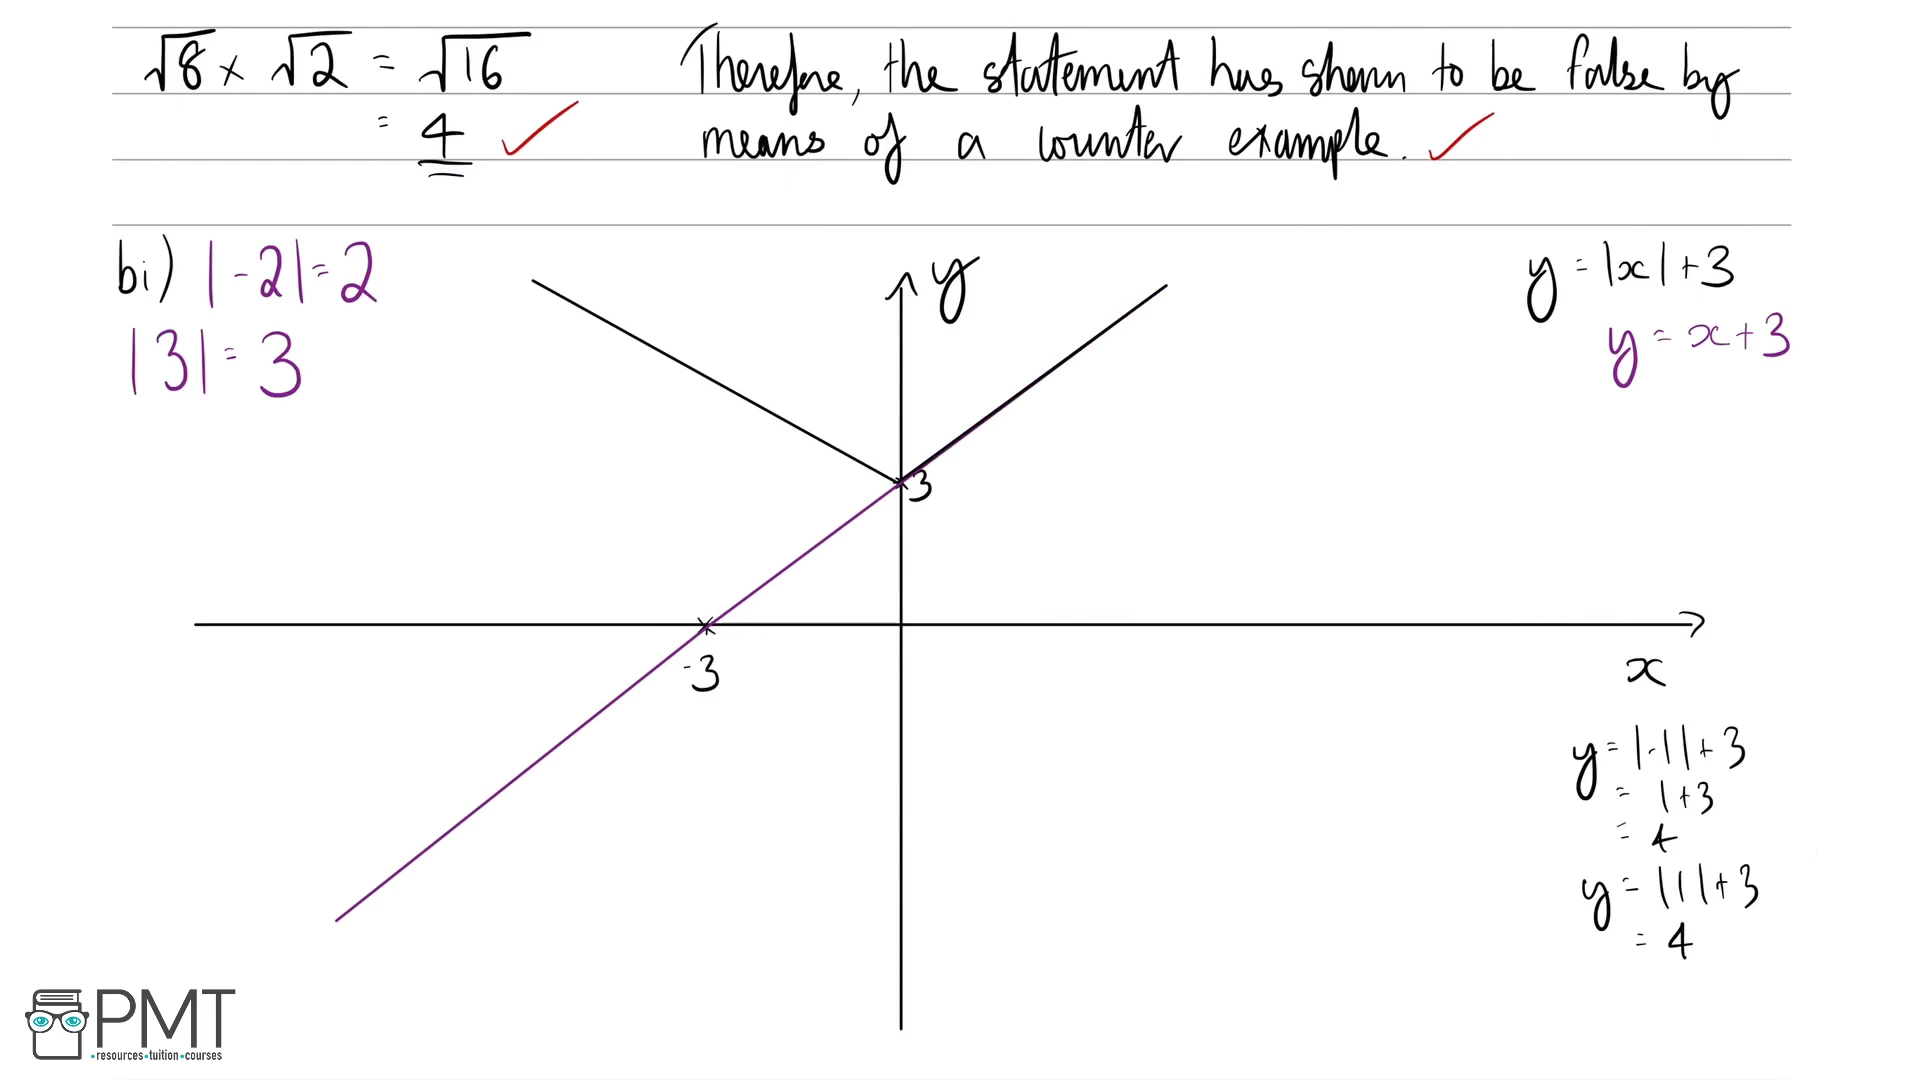 √8 × √2 = √16
= 4
Therefore, the statement has shown to be false by
means of a counter example.
bi) |-2| = 2
|3| = 3
y
y = |x| + 3
y = x + 3
3
-3
x
y = |-1| + 3
= 1 + 3
= 4
y = |1| + 3
= 4
PMT
•resources•tuition•courses